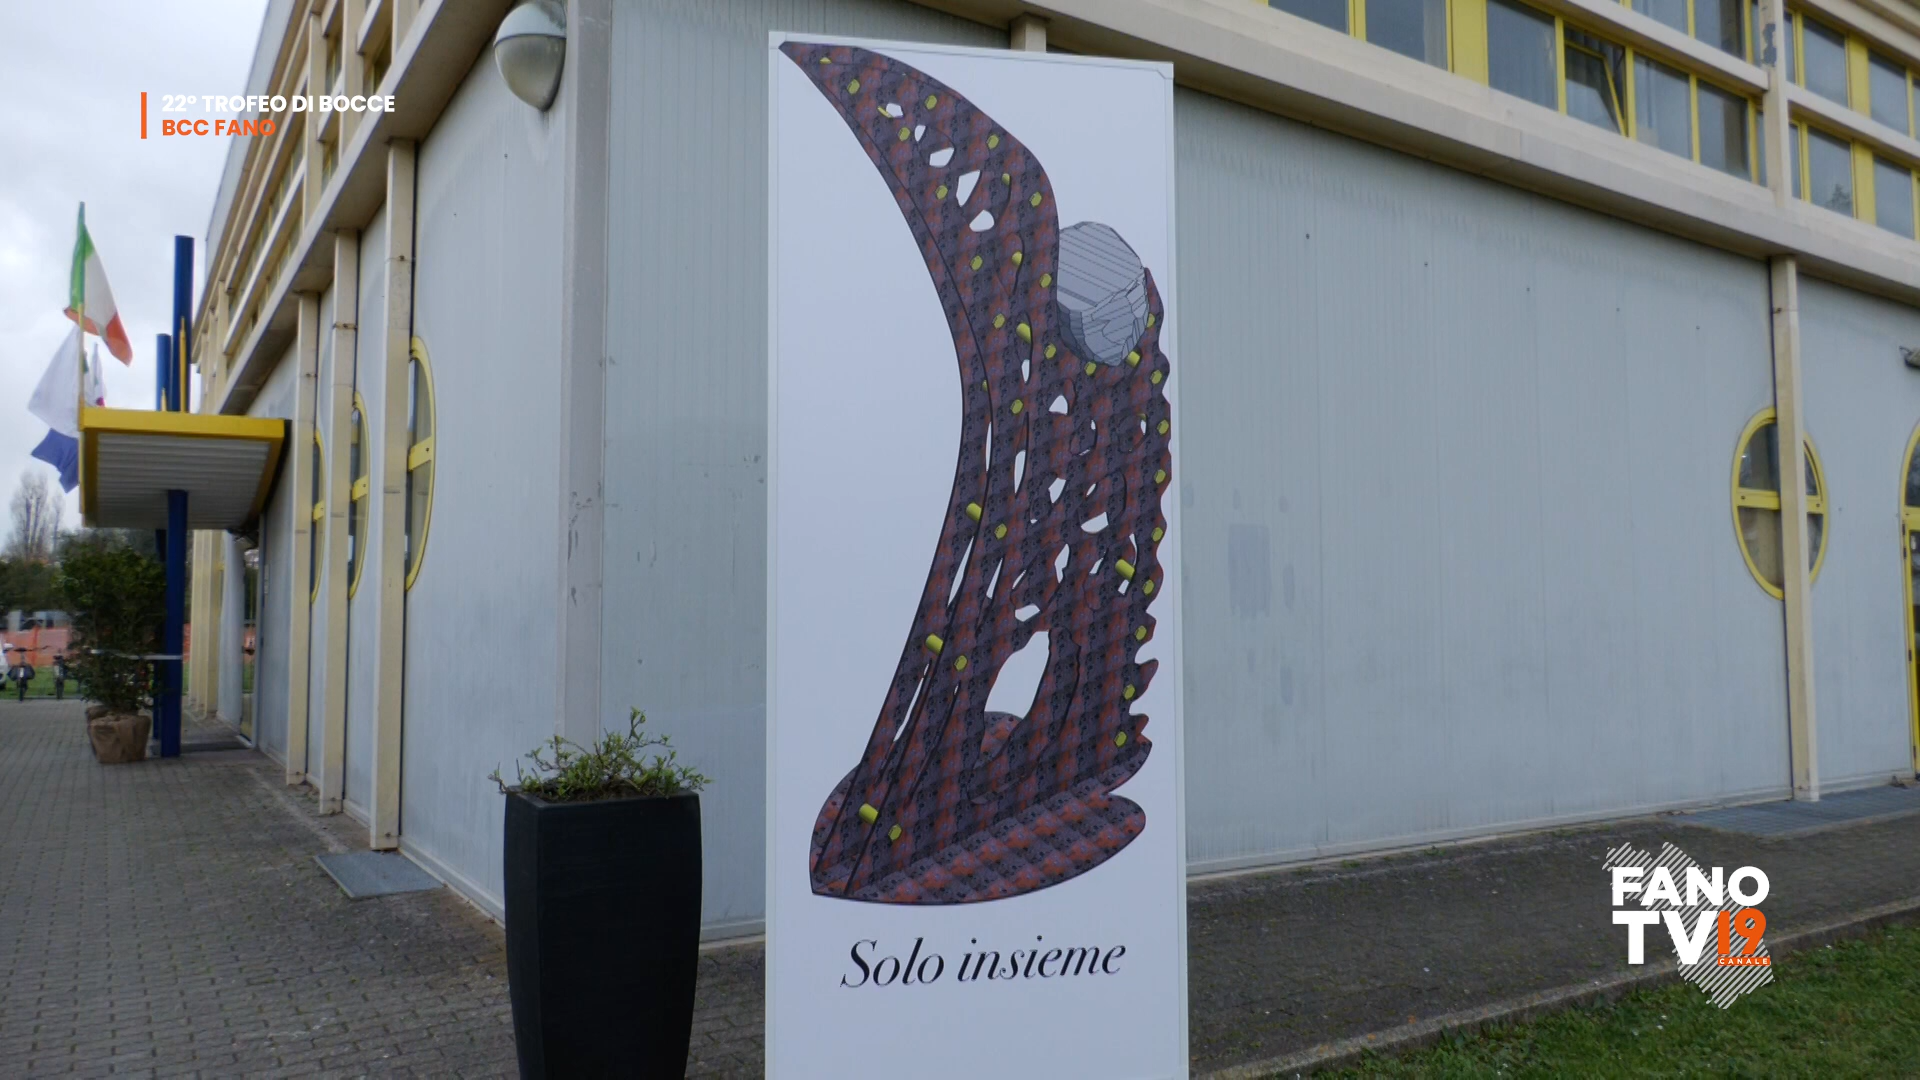 22° TROFEO DI BOCCE
BCC FANO
Solo insieme
FANO
TV19
CANALE